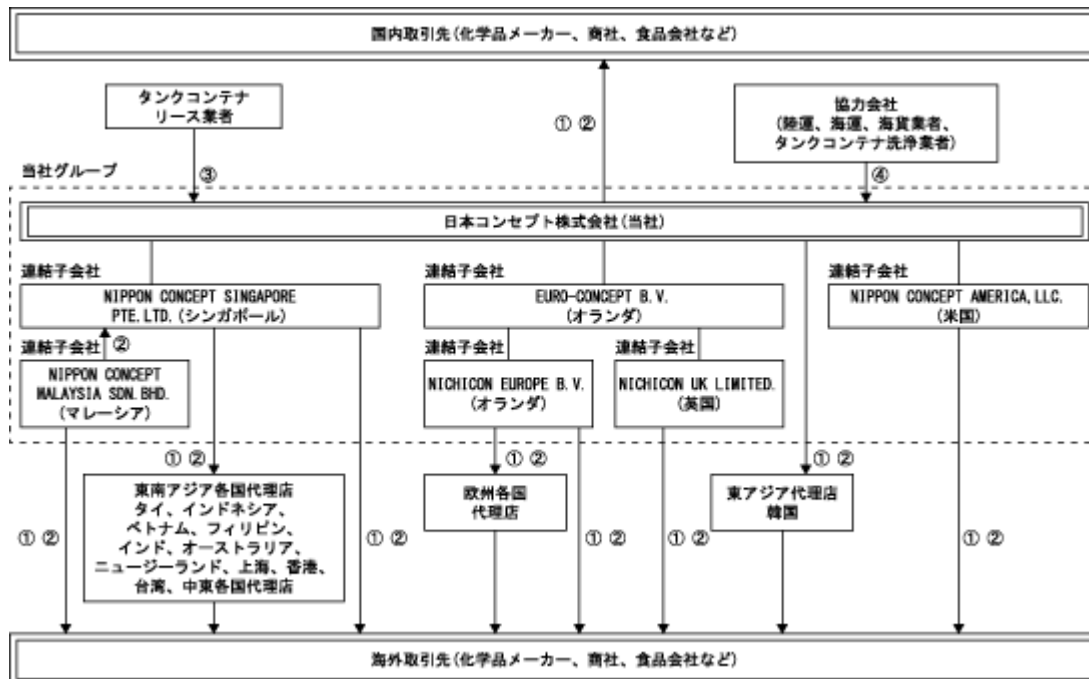 国内取引先(化学品メーカー、商社、食品会社など)
タンクコンテナ
リース業者
① ②
協力会社
(陸運、海運、海貨業者、
タンクコンテナ洗浄業者)
当社グループ
③
④
日本コンセプト株式会社(当社)
連結子会社
連結子会社
連結子会社
NIPPON CONCEPT SINGAPORE
PTE.LTD.(シンガポール)
EURO-CONCEPT B.V.
(オランダ)
NIPPON CONCEPT AMERICA,LLC.
(米国)
連結子会社
②
連結子会社
連結子会社
NIPPON CONCEPT
MALAYSIA SDN.BHD.
(マレーシア)
NICHICON EUROPE B.V.
(オランダ)
NICHICON UK LIMITED.
(英国)
① ②
① ②
① ②
東南アジア各国代理店
タイ、インドネシア、
ベトナム、フィリピン、
インド、オーストラリア、
ニュージーランド、上海、香港、
台湾、中東各国代理店
欧州各国
代理店
東アジア代理店
韓国
① ②
① ②
① ②
① ②
① ②
海外取引先(化学品メーカー、商社、食品会社など)